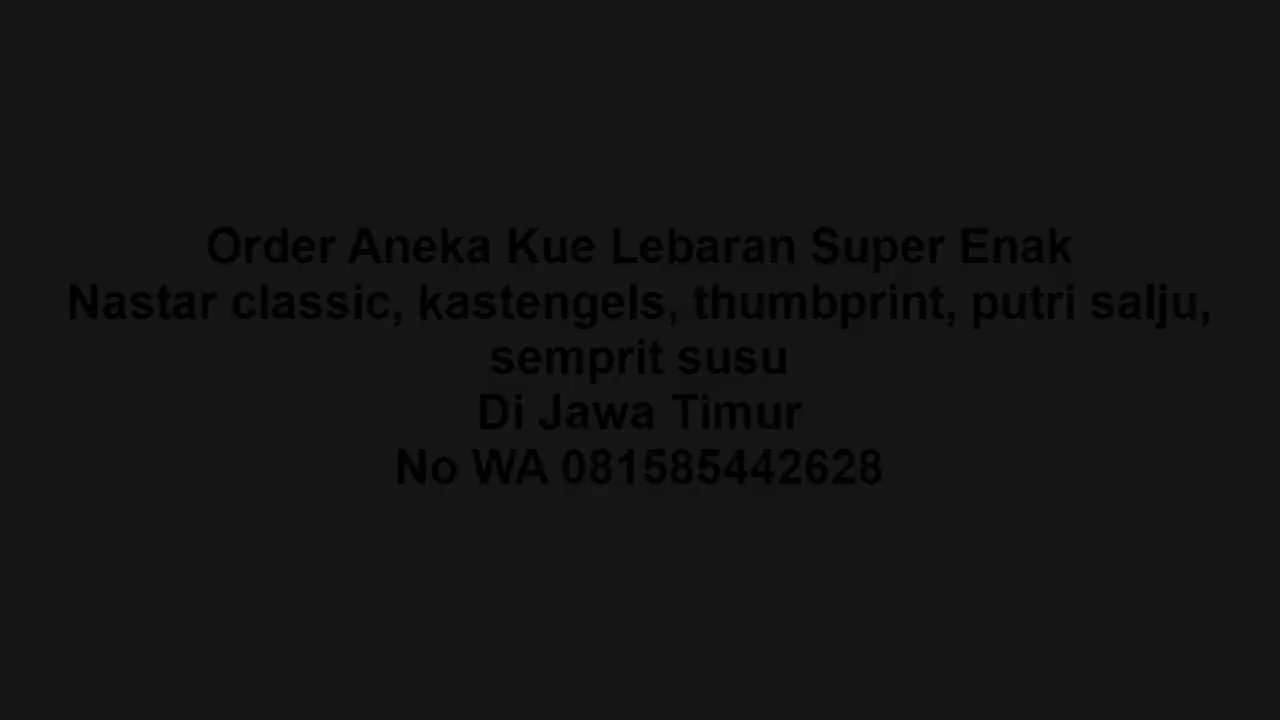 Order Aneka Kue Lebaran Super Enak
Nastar classic, kastengels, thumbprint, putri salju,
semprit susu
Di Jawa Timur
No WA 081585442628